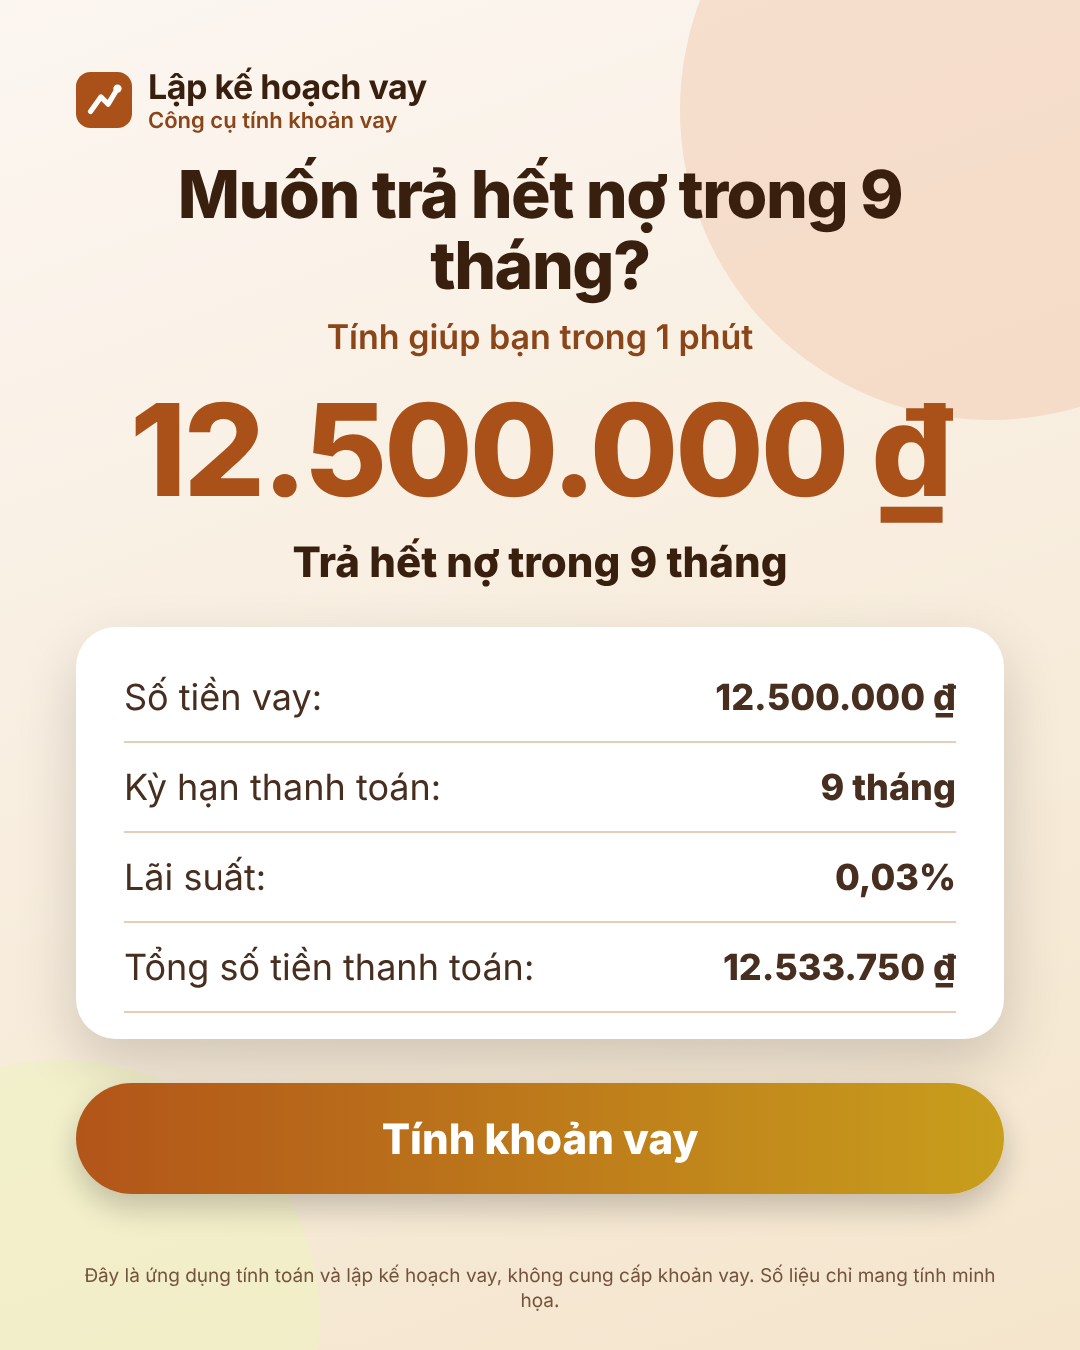 Lập kế hoạch vay
Công cụ tính khoản vay
Muốn trả hết nợ trong 9
tháng?
Tính giúp bạn trong 1 phút
12.500.000 ₫
Trả hết nợ trong 9 tháng
Số tiền vay: 12.500.000 ₫
Kỳ hạn thanh toán: 9 tháng
Lãi suất: 0,03%
Tổng số tiền thanh toán: 12.533.750 ₫
Tính khoản vay
Đây là ứng dụng tính toán và lập kế hoạch vay, không cung cấp khoản vay. Số liệu chỉ mang tính minh
họa.